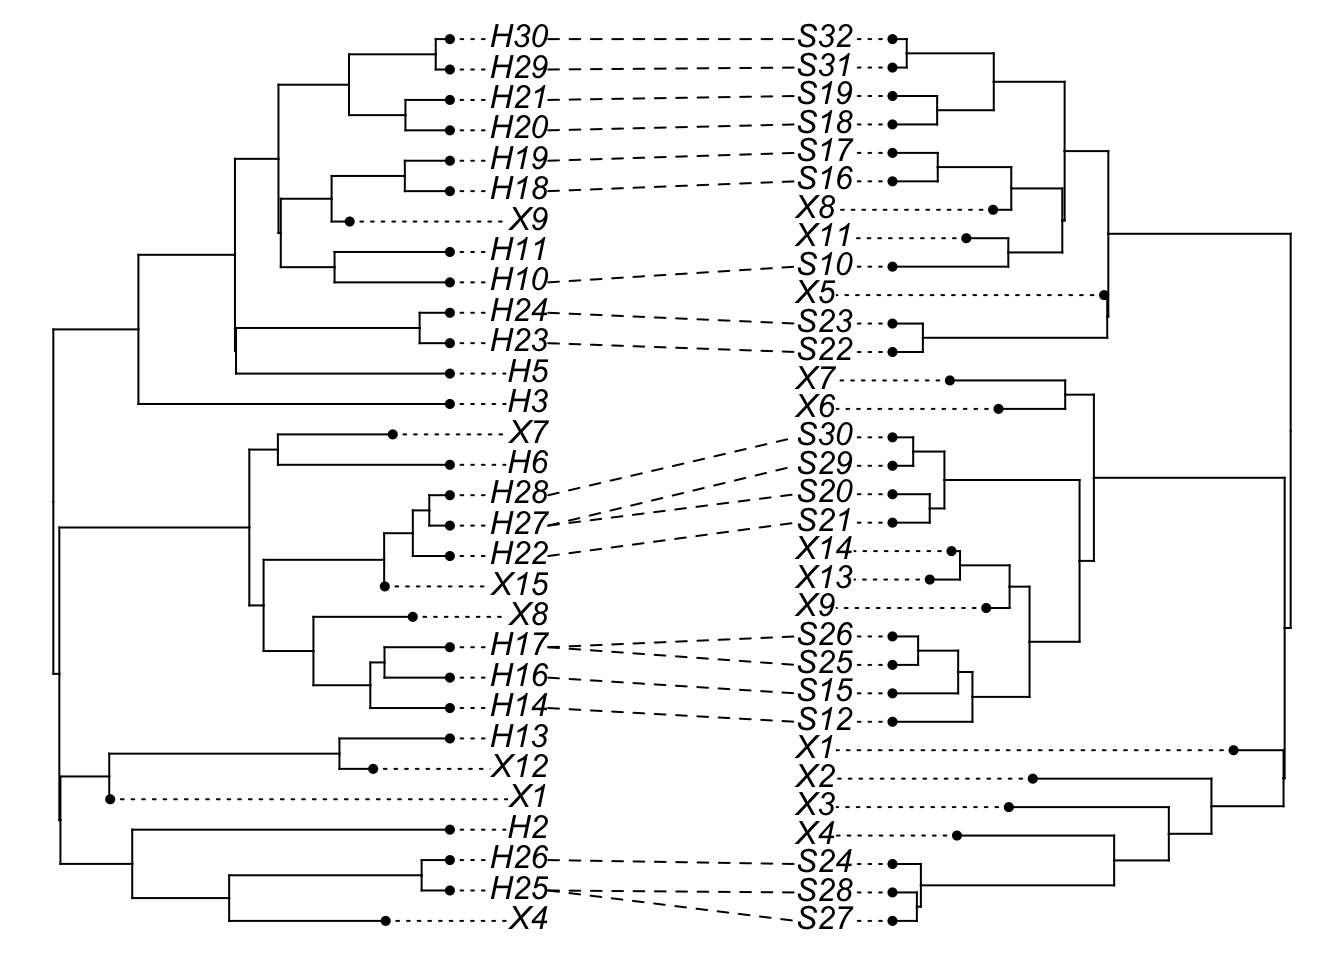 H30
H29
H21
H20
H19
H18
X9
H11
H10
H24
H23
H5
H3
X7
H6
H28
H27
H22
X15
X8
H17
H16
H14
H13
X12
X1
H2
H26
H25
X4
S32
S31
S19
S18
S17
S16
X8
X11
S10
X5
S23
S22
X7
X6
S30
S29
S20
S21
X14
X13
X9
S26
S25
S15
S12
X1
X2
X3
X4
S24
S28
S27